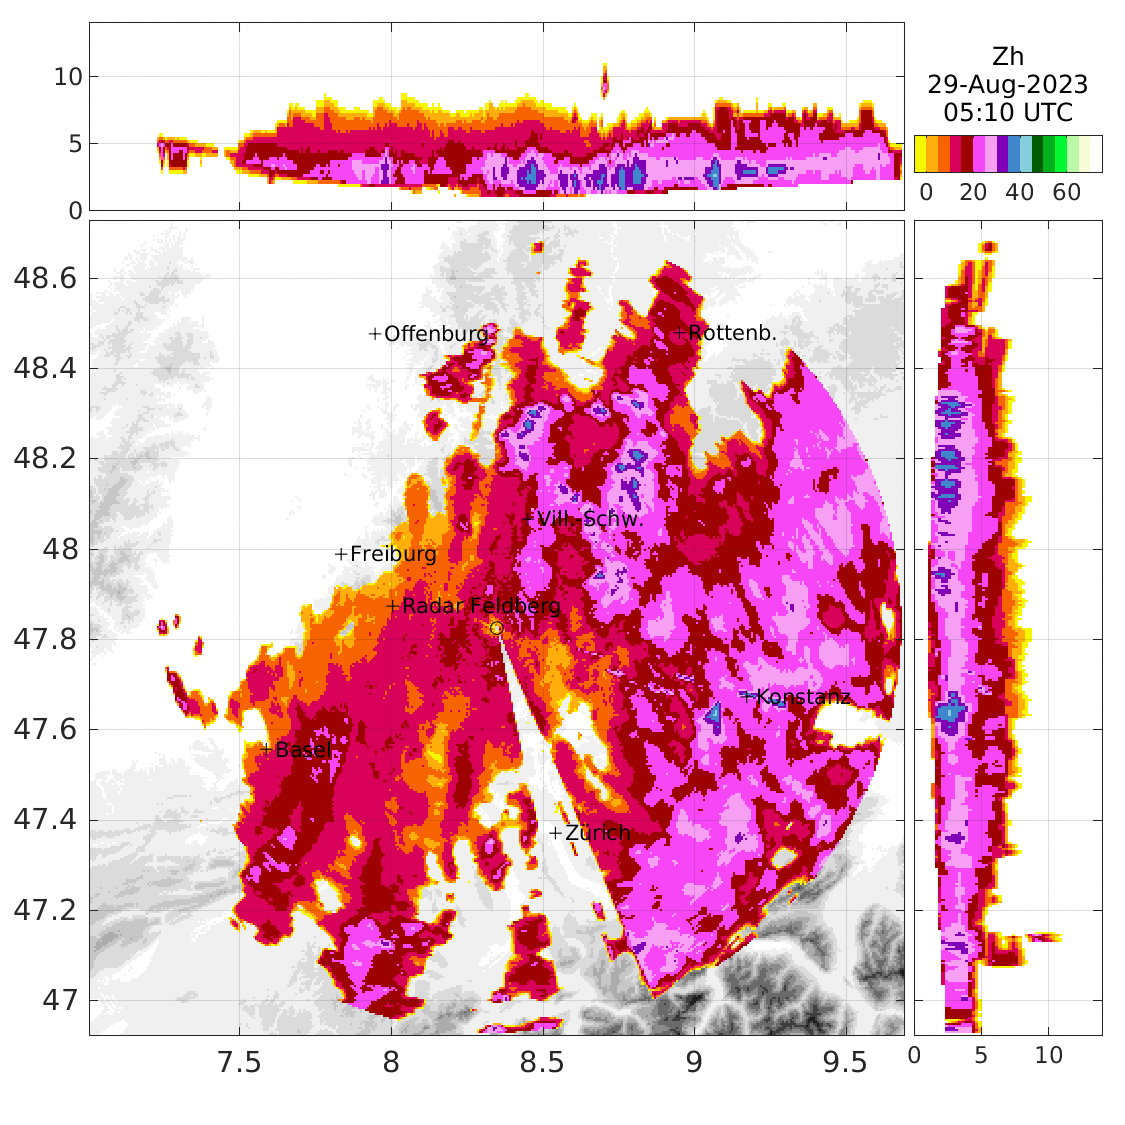 Zh
29-Aug-2023
05:10 UTC
0 20 40 60
10
5
0
48.6
48.4
48.2
48
47.8
47.6
47.4
47.2
47
+Offenburg
+Rottenb.
+Vill.-Schw.
+Freiburg
+Radar Feldberg
+Konstanz
+Basel
+Zürich
7.5 8 8.5 9 9.5
0 5 10